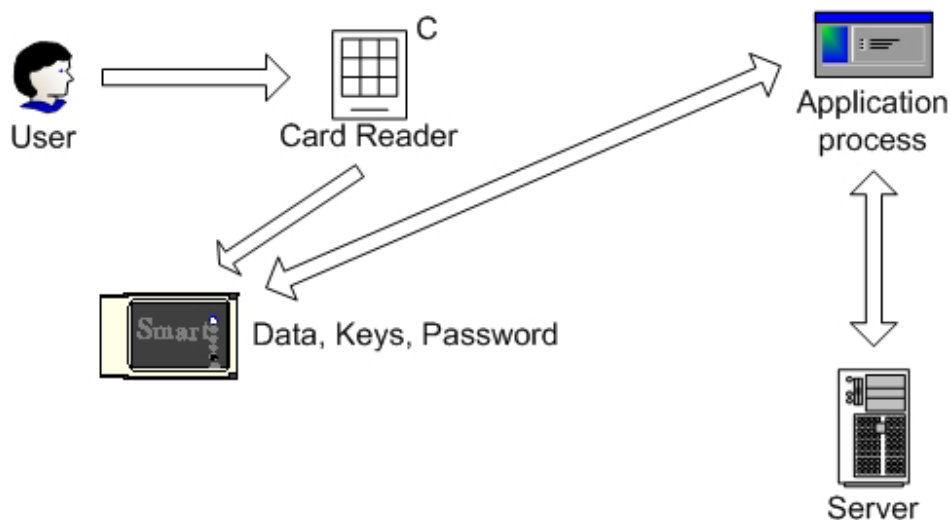 C
User
Card Reader
Application
process
Smart
Data, Keys, Password
Server